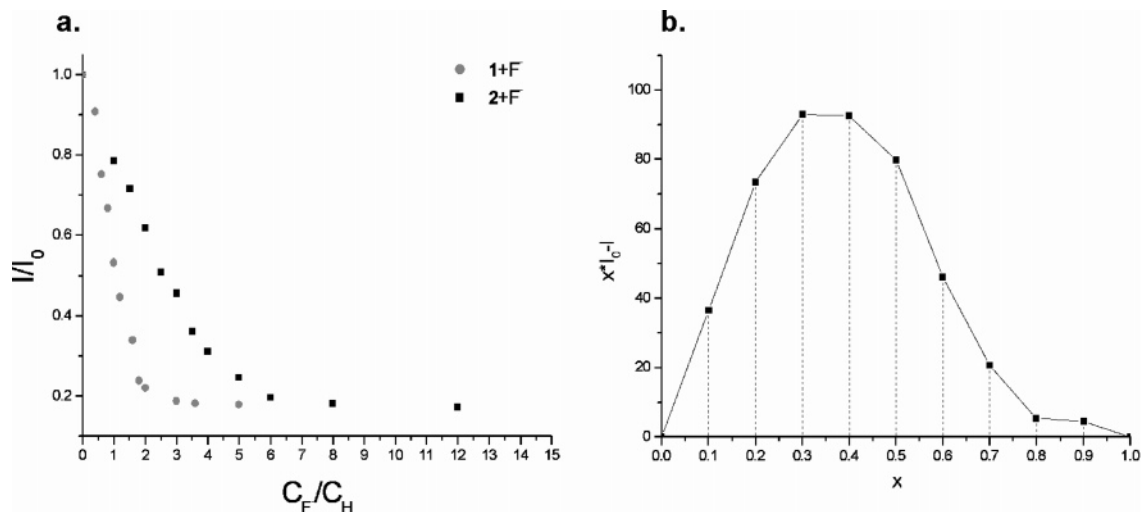 a.
1+F⁻
2+F⁻
I/I₀
1.0
0.8
0.6
0.4
0.2
0 1 2 3 4 5 6 7 8 9 10 11 12 13 14 15
C_F/C_H
b.
x*I₀-I
100
80
60
40
20
0
0.0 0.1 0.2 0.3 0.4 0.5 0.6 0.7 0.8 0.9 1.0
x